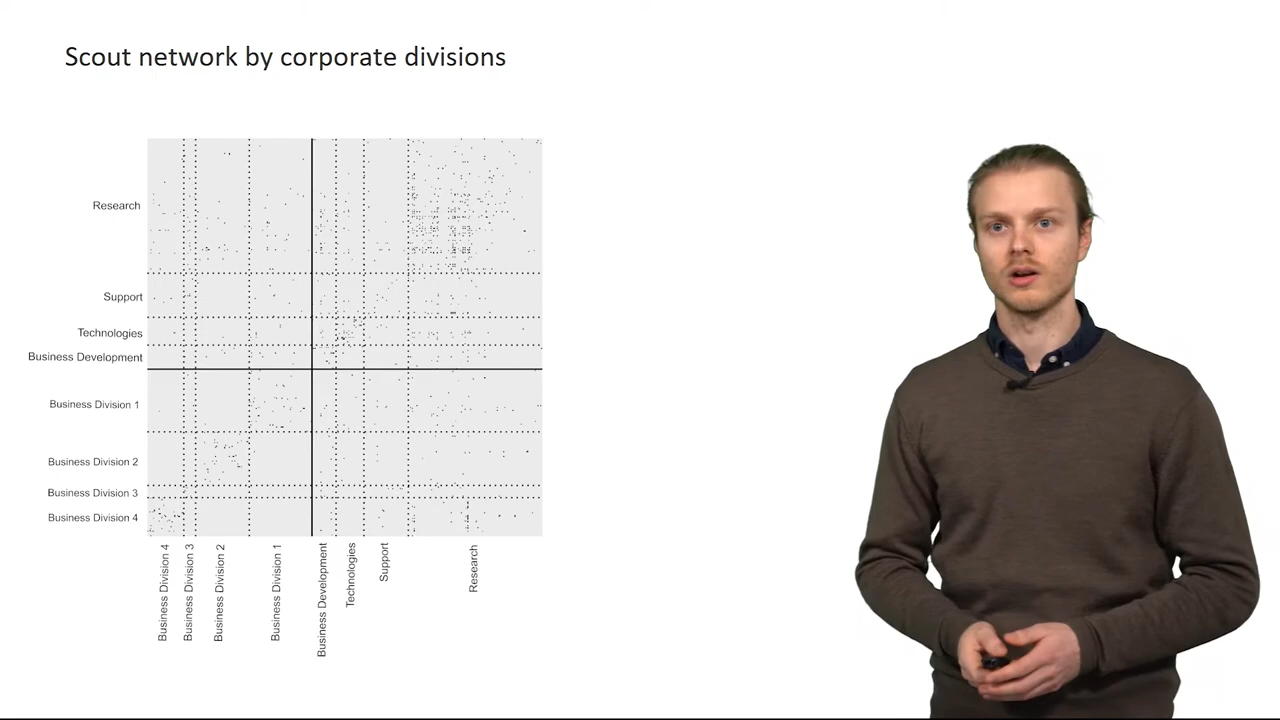 Scout network by corporate divisions
Research
Support
Technologies
Business Development
Business Division 1
Business Division 2
Business Division 3
Business Division 4
Business Division 4
Business Division 3
Business Division 2
Business Division 1
Business Development
Technologies
Support
Research